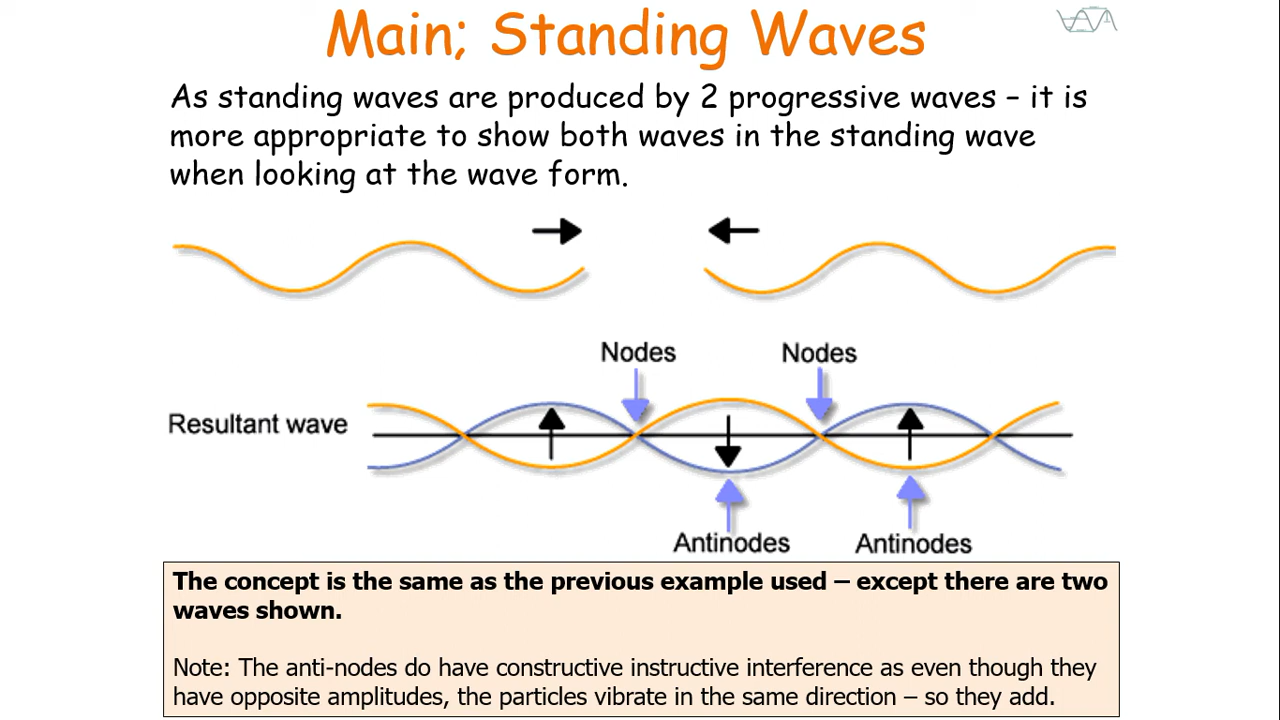 Main; Standing Waves
As standing waves are produced by 2 progressive waves – it is
more appropriate to show both waves in the standing wave
when looking at the wave form.
Nodes Nodes
Resultant wave
Antinodes Antinodes
The concept is the same as the previous example used – except there are two
waves shown.
Note: The anti-nodes do have constructive instructive interference as even though they
have opposite amplitudes, the particles vibrate in the same direction – so they add.